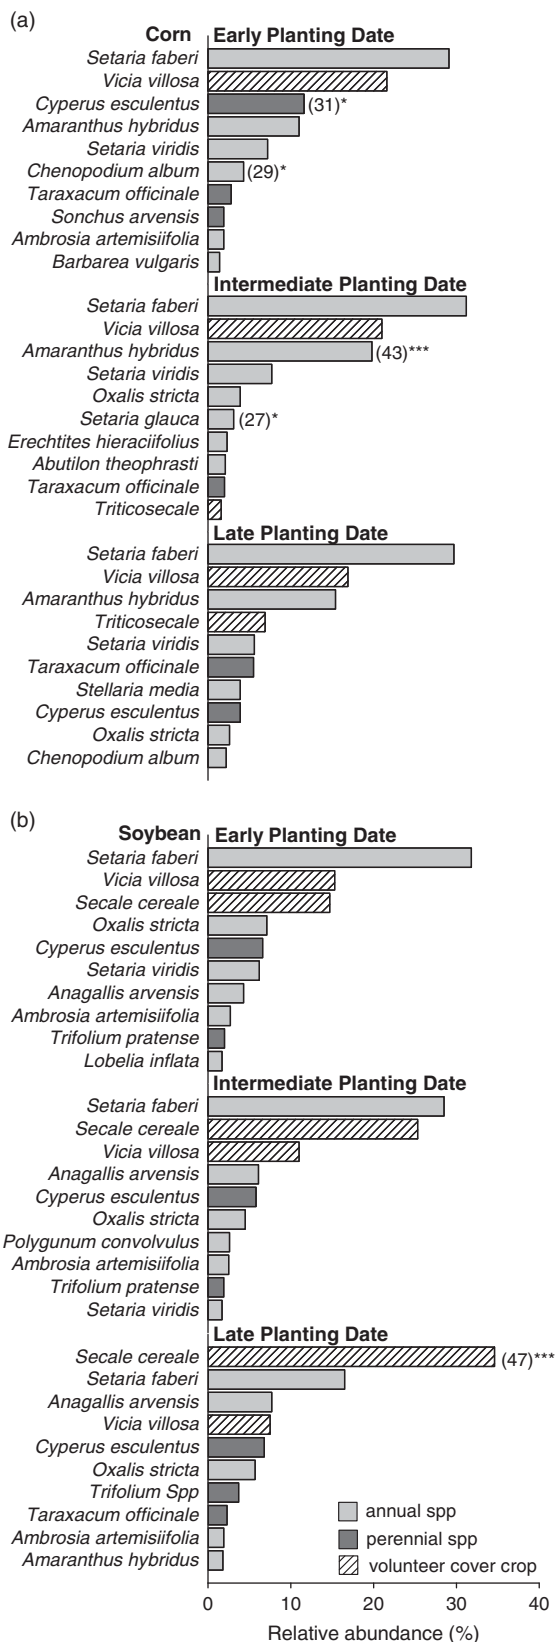 (a)
Corn Early Planting Date
Setaria faberi
Vicia villosa
Cyperus esculentus (31)*
Amaranthus hybridus
Setaria viridis
Chenopodium album (29)*
Taraxacum officinale
Sonchus arvensis
Ambrosia artemisiifolia
Barbarea vulgaris
Intermediate Planting Date
Setaria faberi
Vicia villosa
Amaranthus hybridus (43)***
Setaria viridis
Oxalis stricta
Setaria glauca (27)*
Erechtites hieraciifolius
Abutilon theophrasti
Taraxacum officinale
Triticosecale
Late Planting Date
Setaria faberi
Vicia villosa
Amaranthus hybridus
Triticosecale
Setaria viridis
Taraxacum officinale
Stellaria media
Cyperus esculentus
Oxalis stricta
Chenopodium album
(b)
Soybean Early Planting Date
Setaria faberi
Vicia villosa
Secale cereale
Oxalis stricta
Cyperus esculentus
Setaria viridis
Anagallis arvensis
Ambrosia artemisiifolia
Trifolium pratense
Lobelia inflata
Intermediate Planting Date
Setaria faberi
Secale cereale
Vicia villosa
Anagallis arvensis
Cyperus esculentus
Oxalis stricta
Polygunum convolvulus
Ambrosia artemisiifolia
Trifolium pratense
Setaria viridis
Late Planting Date
Secale cereale (47)***
Setaria faberi
Anagallis arvensis
Vicia villosa
Cyperus esculentus
Oxalis stricta
Trifolium Spp
Taraxacum officinale
Ambrosia artemisiifolia
Amaranthus hybridus
annual spp
perennial spp
volunteer cover crop
0 10 20 30 40
Relative abundance (%)